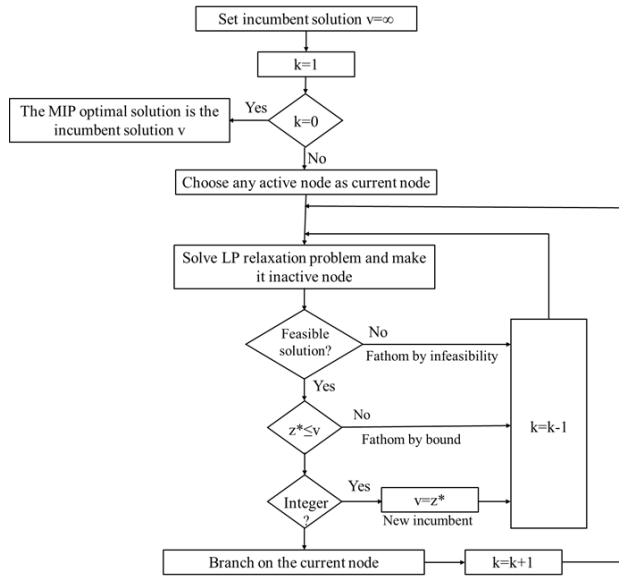 Set incumbent solution v=∞
k=1
The MIP optimal solution is the
incumbent solution v
Yes
k=0
No
Choose any active node as current node
Solve LP relaxation problem and make
it inactive node
Feasible
solution?
No
Fathom by infeasibility
Yes
z*≤v
No
Fathom by bound
k=k-1
Integer
?
Yes
v=z*
New incumbent
Branch on the current node
k=k+1